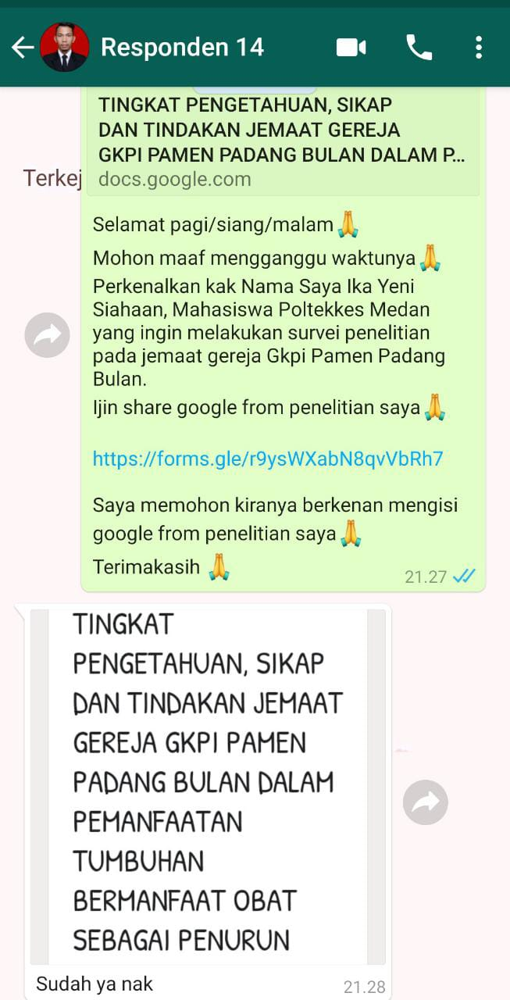 Responden 14
TINGKAT PENGETAHUAN, SIKAP
DAN TINDAKAN JEMAAT GEREJA
GKPI PAMEN PADANG BULAN DALAM P...
docs.google.com
Terkej
Selamat pagi/siang/malam🙏
Mohon maaf mengganggu waktunya🙏
Perkenalkan kak Nama Saya Ika Yeni
Siahaan, Mahasiswa Poltekkes Medan
yang ingin melakukan survei penelitian
pada jemaat gereja Gkpi Pamen Padang
Bulan.
Ijin share google from penelitian saya🙏
https://forms.gle/r9ysWXabN8qvVbRh7
Saya memohon kiranya berkenan mengisi
google from penelitian saya🙏
Terimakasih 🙏
21.27
TINGKAT
PENGETAHUAN, SIKAP
DAN TINDAKAN JEMAAT
GEREJA GKPI PAMEN
PADANG BULAN DALAM
PEMANFAATAN
TUMBUHAN
BERMANFAAT OBAT
SEBAGAI PENURUN
Sudah ya nak
21.28